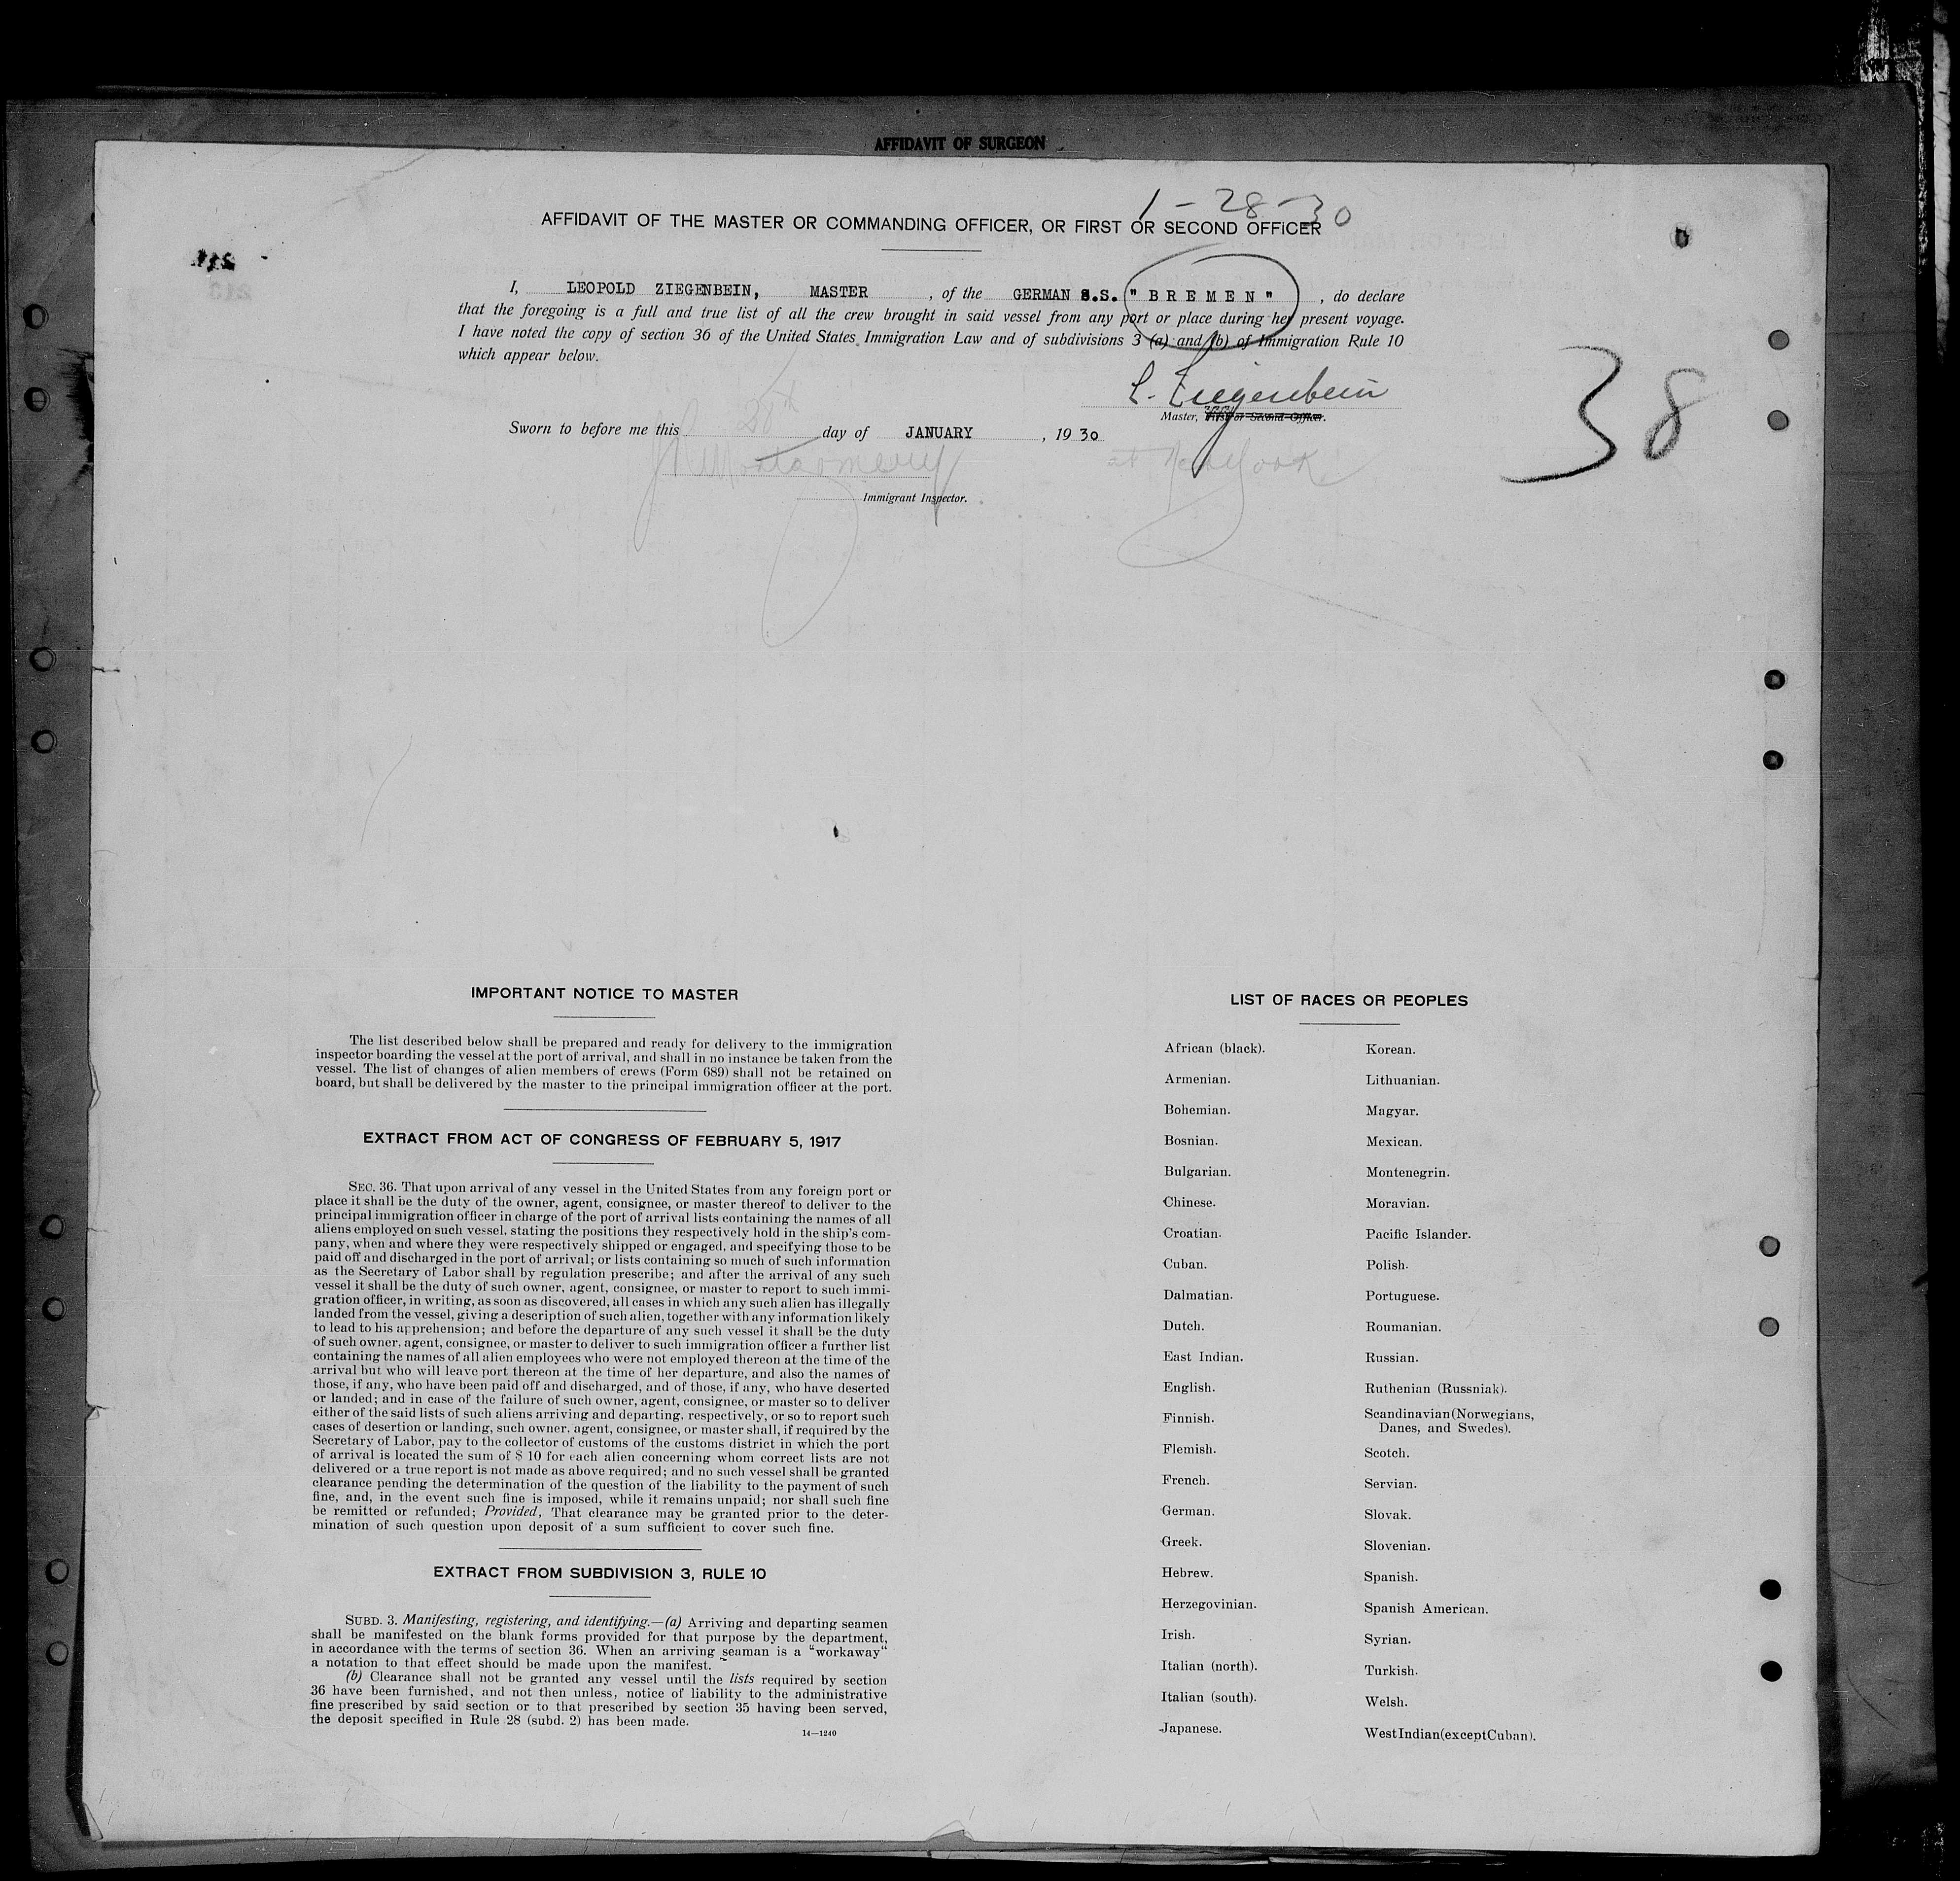 AFFIDAVIT OF SURGEON
1-28-30
AFFIDAVIT OF THE MASTER OR COMMANDING OFFICER, OR FIRST OR SECOND OFFICER
I, LEOPOLD ZIEGENBEIN, MASTER, of the GERMAN S.S. "BREMEN", do declare
that the foregoing is a full and true list of all the crew brought in said vessel from any port or place during her present voyage.
I have noted the copy of section 36 of the United States Immigration Law and of subdivisions 3 (a) and (b) of Immigration Rule 10
which appear below.
L. Ziegenbein
Master, First or Second Officer.
38
Sworn to before me this 28th day of JANUARY, 1930
Montgomery at New York
Immigrant Inspector.
IMPORTANT NOTICE TO MASTER
The list described below shall be prepared and ready for delivery to the immigration
inspector boarding the vessel at the port of arrival, and shall in no instance be taken from the
vessel. The list of changes of alien members of crews (Form 689) shall not be retained on
board, but shall be delivered by the master to the principal immigration officer at the port.
EXTRACT FROM ACT OF CONGRESS OF FEBRUARY 5, 1917
SEC. 36. That upon arrival of any vessel in the United States from any foreign port or
place it shall be the duty of the owner, agent, consignee, or master thereof to deliver to the
principal immigration officer in charge of the port of arrival lists containing the names of all
aliens employed on such vessel, stating the positions they respectively hold in the ship's com-
pany, when and where they were respectively shipped or engaged, and specifying those to be
paid off and discharged in the port of arrival; or lists containing so much of such information
as the Secretary of Labor shall by regulation prescribe; and after the arrival of any such
vessel it shall be the duty of such owner, agent, consignee, or master to report to such immi-
gration officer, in writing, as soon as discovered, all cases in which any such alien has illegally
landed from the vessel, giving a description of such alien, together with any information likely
to lead to his apprehension; and before the departure of any such vessel it shall be the duty
of such owner, agent, consignee, or master to deliver to such immigration officer a further list
containing the names of all alien employees who were not employed thereon at the time of the
arrival but who will leave port thereon at the time of her departure, and also the names of
those, if any, who have been paid off and discharged, and of those, if any, who have deserted
or landed; and in case of the failure of such owner, agent, consignee, or master so to deliver
either of the said lists of such aliens arriving and departing, respectively, or so to report such
cases of desertion or landing, such owner, agent, consignee, or master shall, if required by the
Secretary of Labor, pay to the collector of customs of the customs district in which the port
of arrival is located the sum of $ 10 for each alien concerning whom correct lists are not
delivered or a true report is not made as above required; and no such vessel shall be granted
clearance pending the determination of the question of the liability to the payment of such
fine, and, in the event such fine is imposed, while it remains unpaid; nor shall such fine
be remitted or refunded; Provided, That clearance may be granted prior to the deter-
mination of such question upon deposit of a sum sufficient to cover such fine.
EXTRACT FROM SUBDIVISION 3, RULE 10
SUBD. 3. Manifesting, registering, and identifying.—(a) Arriving and departing seamen
shall be manifested on the blank forms provided for that purpose by the department,
in accordance with the terms of section 36. When an arriving seaman is a "workaway"
a notation to that effect should be made upon the manifest.
(b) Clearance shall not be granted any vessel until the lists required by section
36 have been furnished, and not then unless, notice of liability to the administrative
fine prescribed by said section or to that prescribed by section 35 having been served,
the deposit specified in Rule 28 (subd. 2) has been made.
14—1240
LIST OF RACES OR PEOPLES
African (black).
Armenian.
Bohemian.
Bosnian.
Bulgarian.
Chinese.
Croatian.
Cuban.
Dalmatian.
Dutch.
East Indian.
English.
Finnish.
Flemish.
French.
German.
Greek.
Hebrew.
Herzegovinian.
Irish.
Italian (north).
Italian (south).
Japanese.
Korean.
Lithuanian.
Magyar.
Mexican.
Montenegrin.
Moravian.
Pacific Islander.
Polish.
Portuguese.
Roumanian.
Russian.
Ruthenian (Russniak).
Scandinavian (Norwegians,
Danes, and Swedes).
Scotch.
Servian.
Slovak.
Slovenian.
Spanish.
Spanish American.
Syrian.
Turkish.
Welsh.
West Indian (except Cuban).